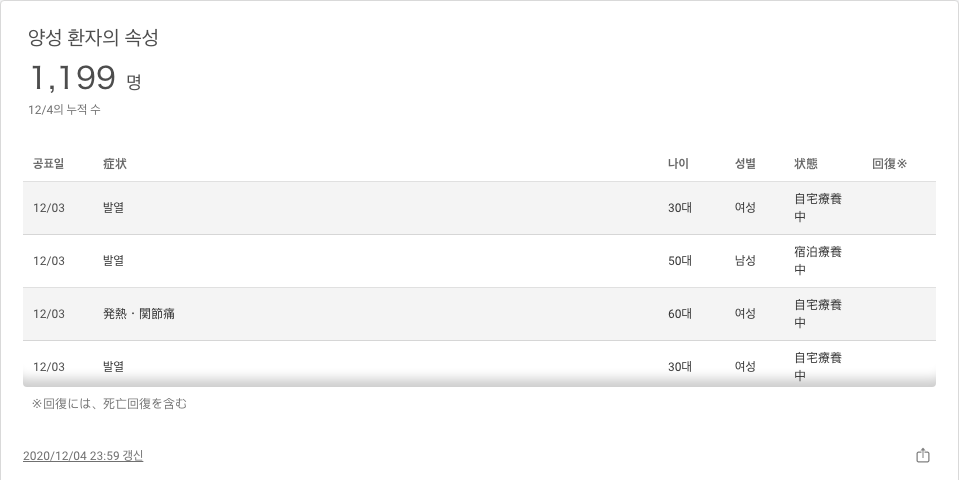 양성 환자의 속성
1,199 명
12/4의 누적 수
공표일 症状 나이 성별 状態 回復※
12/03 발열 30대 여성 自宅療養
中
12/03 발열 50대 남성 宿泊療養
中
12/03 発熱・関節痛 60대 여성 自宅療養
中
12/03 발열 30대 여성 自宅療養
中
※回復には、死亡回復を含む
2020/12/04 23:59 갱신